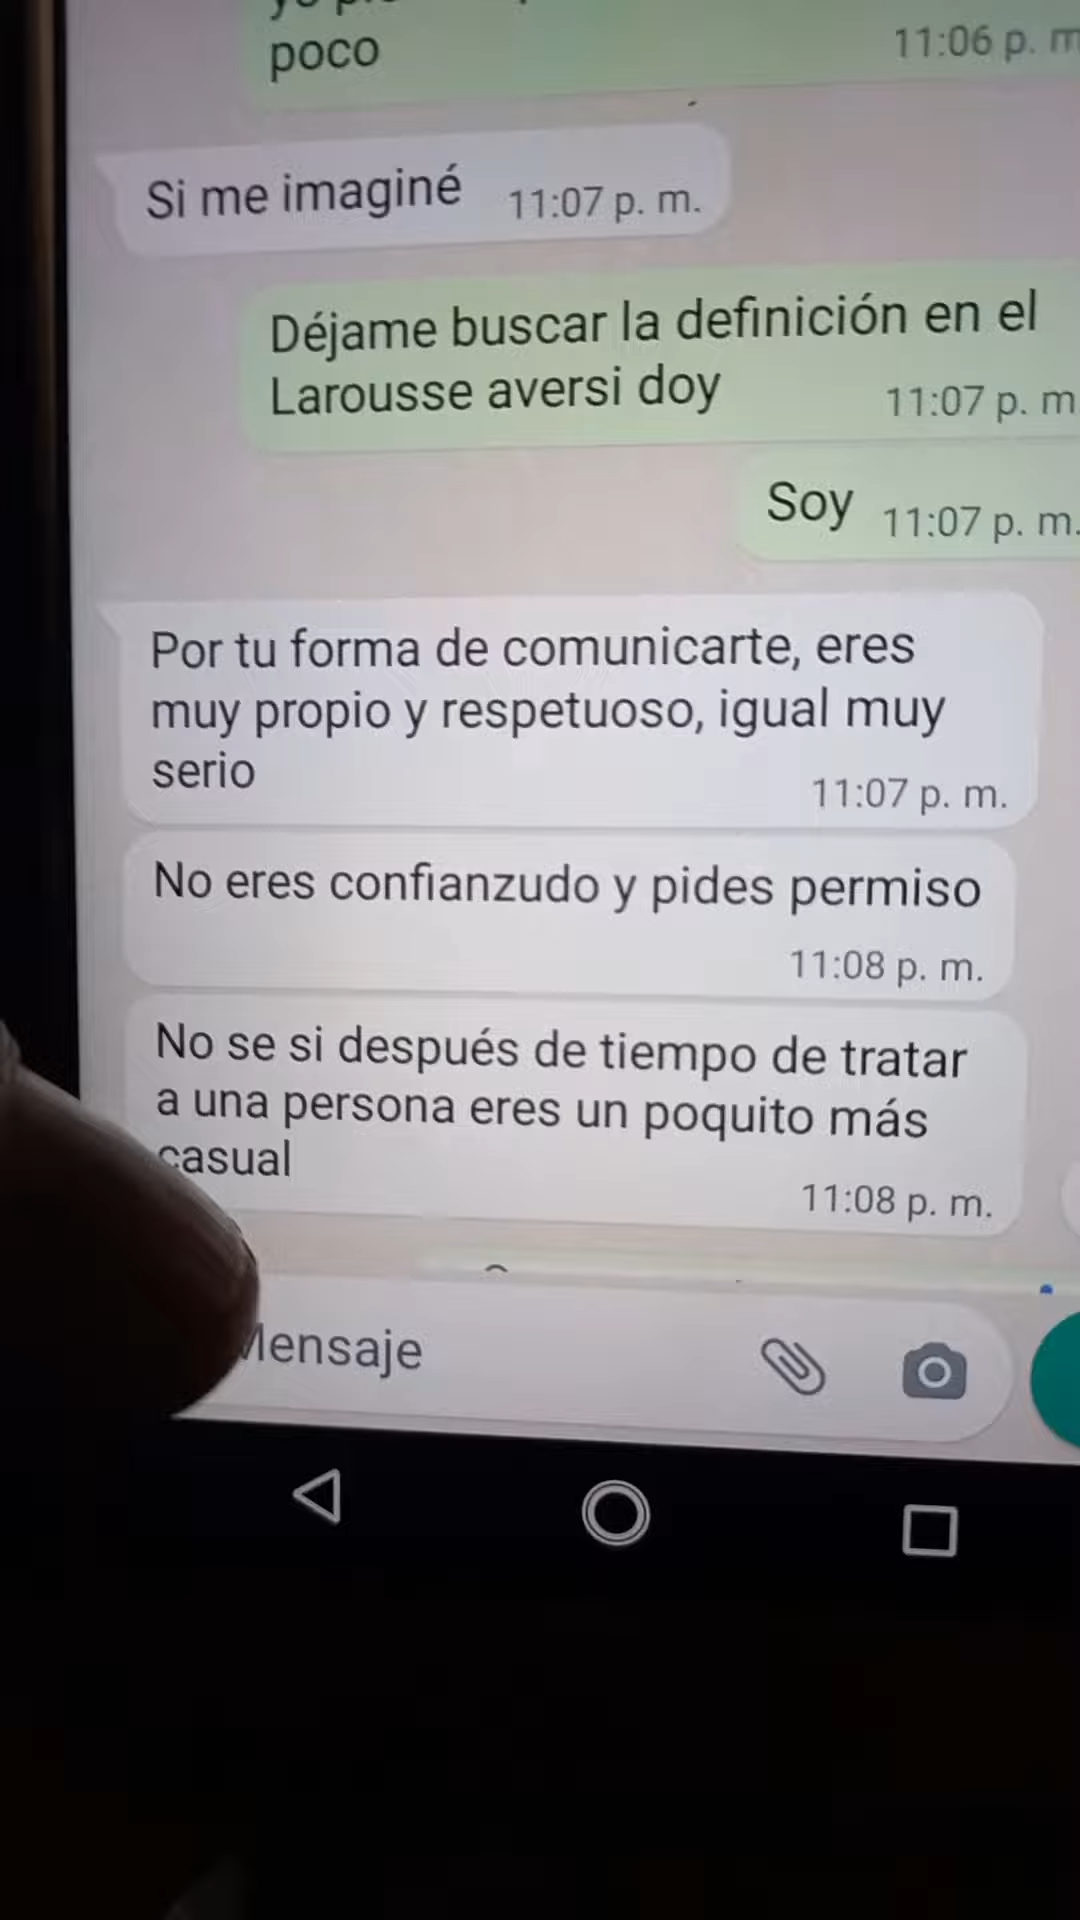 poco
11:06 p. m
Si me imaginé 11:07 p. m.
Déjame buscar la definición en el
Larousse aversi doy
11:07 p. m
Soy 11:07 p. m.
Por tu forma de comunicarte, eres
muy propio y respetuoso, igual muy
serio
11:07 p. m.
No eres confianzudo y pides permiso
11:08 p. m.
No se si después de tiempo de tratar
a una persona eres un poquito más
casual
11:08 p. m.
Mensaje